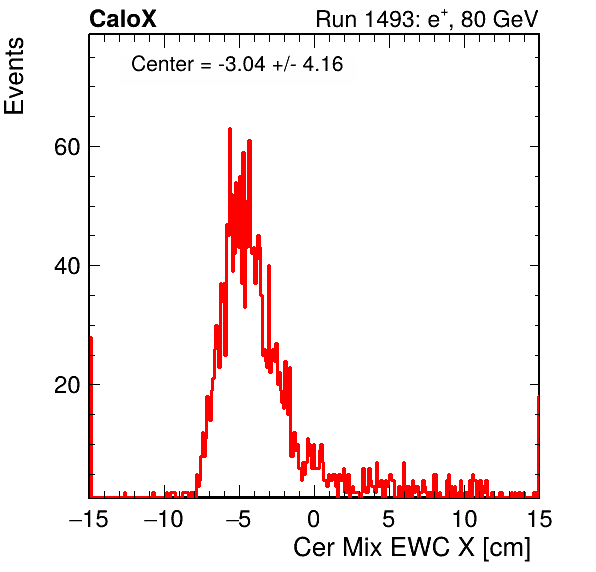 CaloX Run 1493: e⁺, 80 GeV
Center = -3.04 +/- 4.16
Events
60
40
20
−15 −10 −5 0 5 10 15
Cer Mix EWC X [cm]